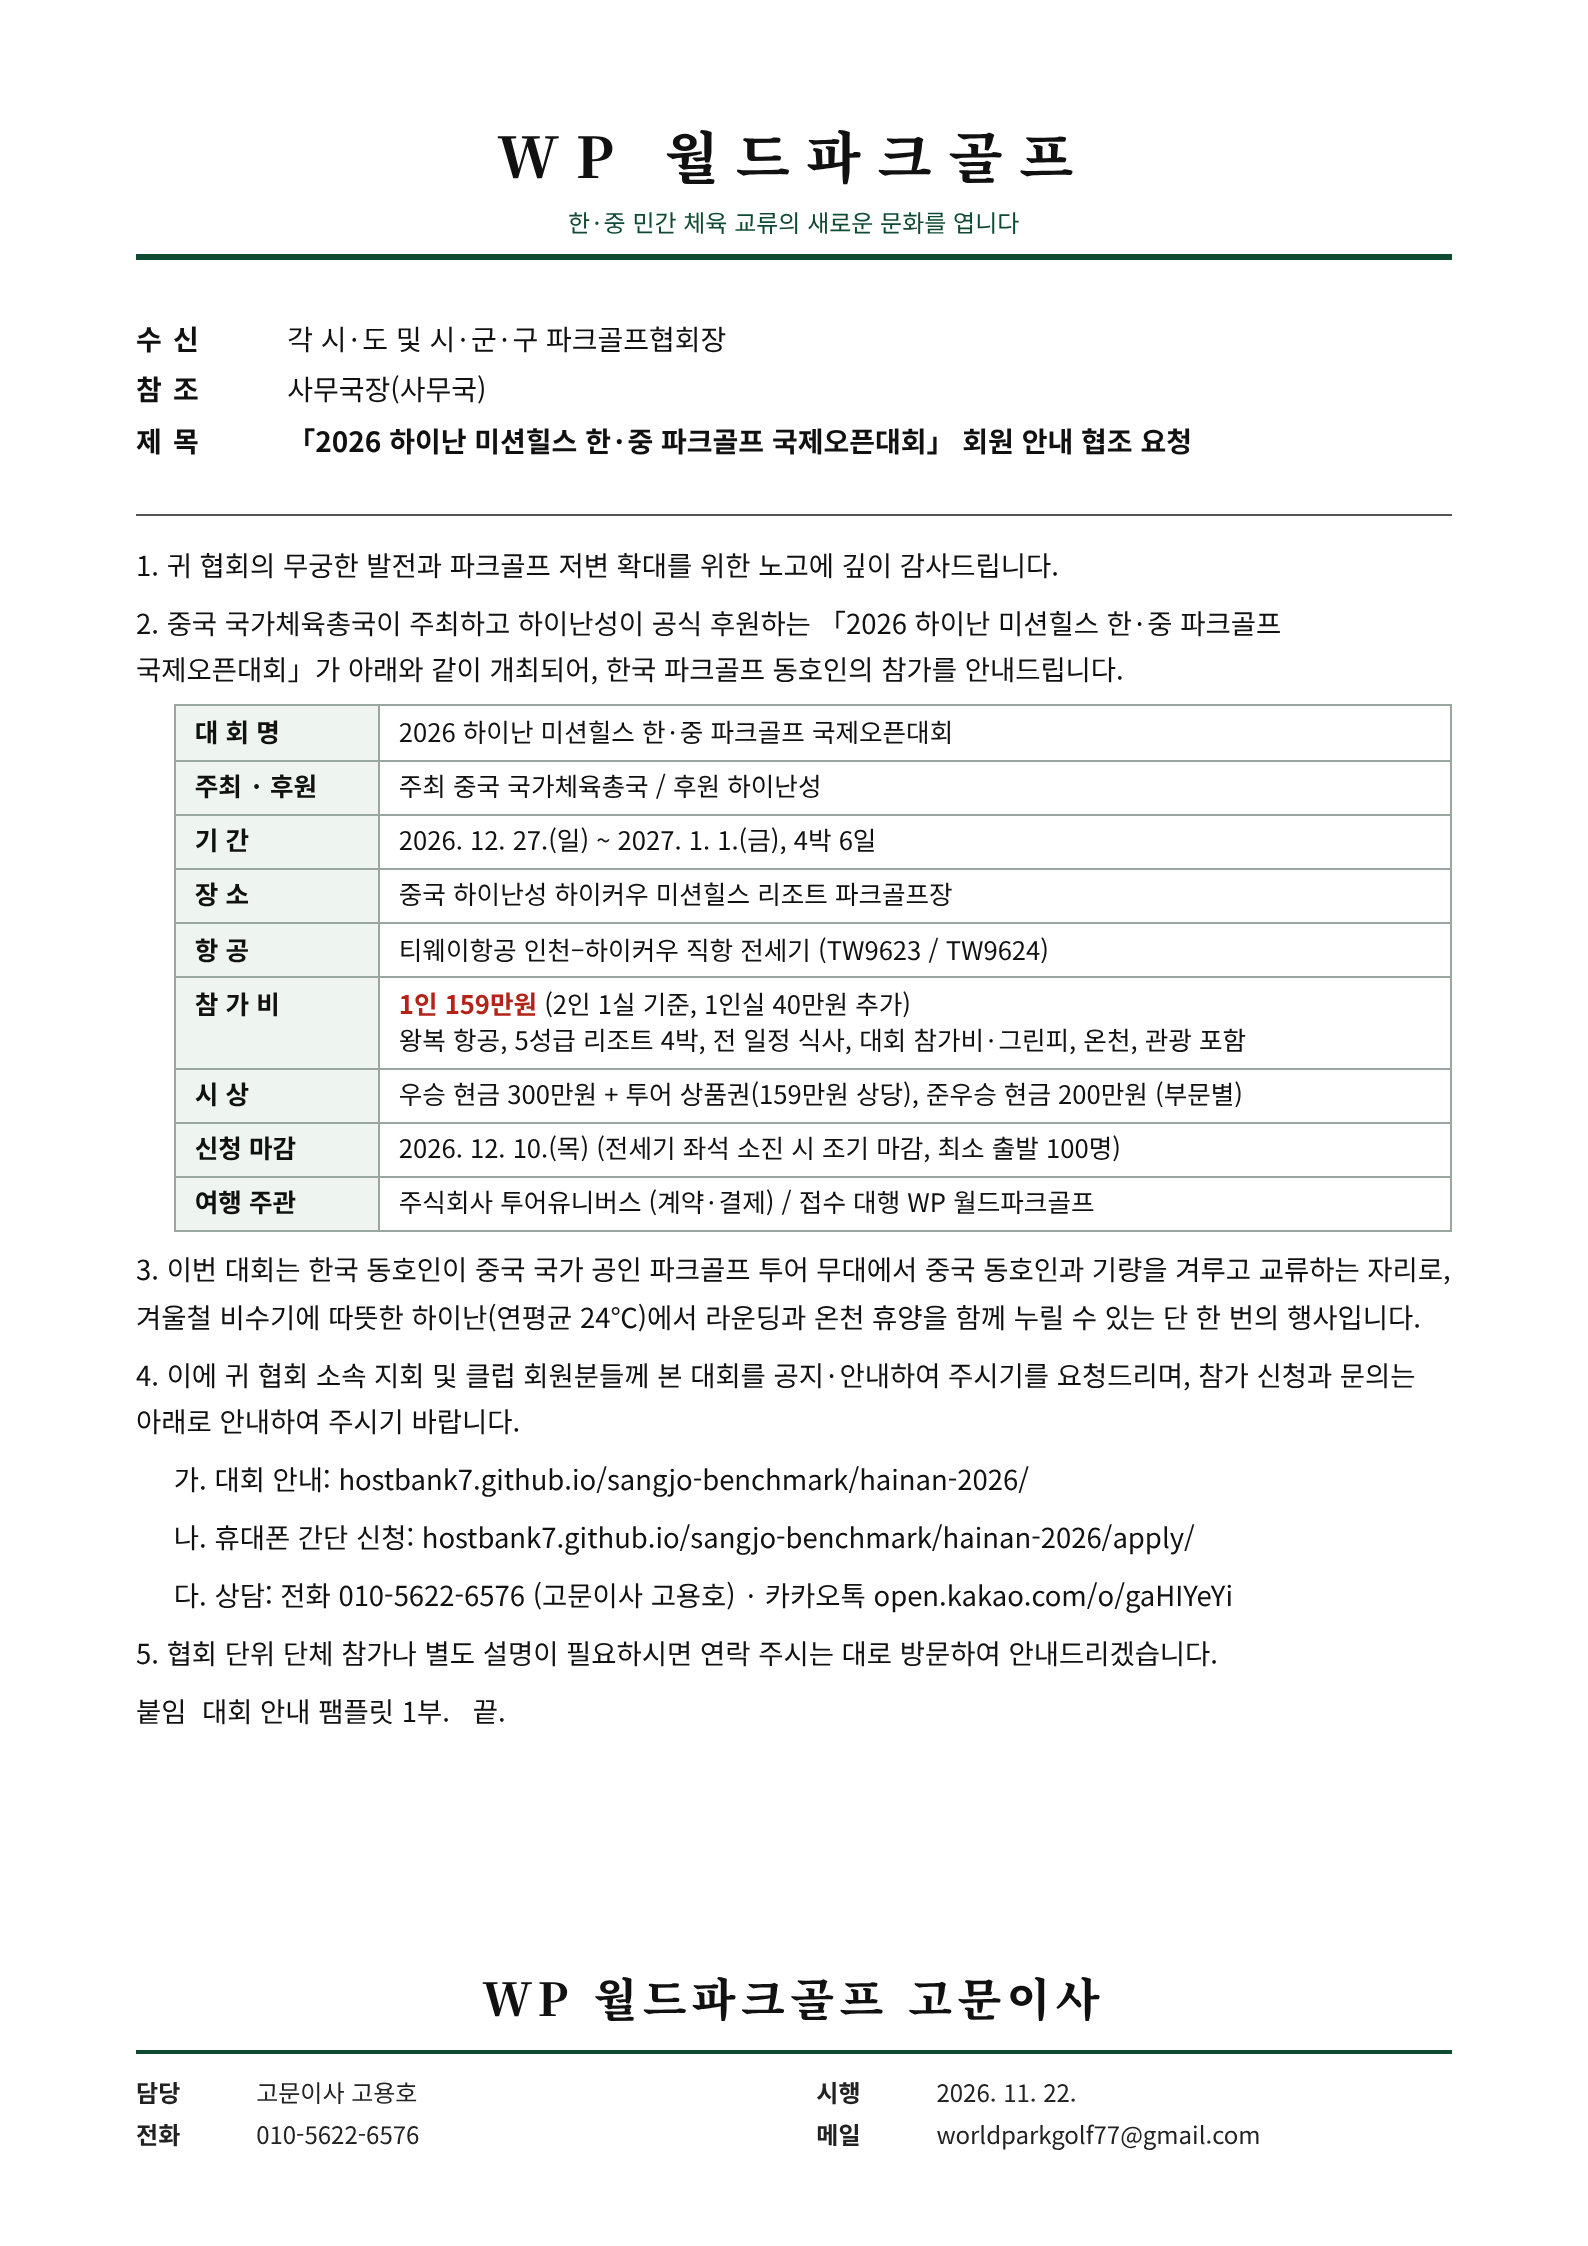 WP 월드파크골프
한·중 민간 체육 교류의 새로운 문화를 엽니다
수 신 각 시·도 및 시·군·구 파크골프협회장
참 조 사무국장(사무국)
제 목 「2026 하이난 미션힐스 한·중 파크골프 국제오픈대회」 회원 안내 협조 요청
1. 귀 협회의 무궁한 발전과 파크골프 저변 확대를 위한 노고에 깊이 감사드립니다.
2. 중국 국가체육총국이 주최하고 하이난성이 공식 후원하는 「2026 하이난 미션힐스 한·중 파크골프
국제오픈대회」가 아래와 같이 개최되어, 한국 파크골프 동호인의 참가를 안내드립니다.
대 회 명 2026 하이난 미션힐스 한·중 파크골프 국제오픈대회
주최 · 후원 주최 중국 국가체육총국 / 후원 하이난성
기 간 2026. 12. 27.(일) ~ 2027. 1. 1.(금), 4박 6일
장 소 중국 하이난성 하이커우 미션힐스 리조트 파크골프장
항 공 티웨이항공 인천–하이커우 직항 전세기 (TW9623 / TW9624)
참 가 비 1인 159만원 (2인 1실 기준, 1인실 40만원 추가)
왕복 항공, 5성급 리조트 4박, 전 일정 식사, 대회 참가비·그린피, 온천, 관광 포함
시 상 우승 현금 300만원 + 투어 상품권(159만원 상당), 준우승 현금 200만원 (부문별)
신청 마감 2026. 12. 10.(목) (전세기 좌석 소진 시 조기 마감, 최소 출발 100명)
여행 주관 주식회사 투어유니버스 (계약·결제) / 접수 대행 WP 월드파크골프
3. 이번 대회는 한국 동호인이 중국 국가 공인 파크골프 투어 무대에서 중국 동호인과 기량을 겨루고 교류하는 자리로,
겨울철 비수기에 따뜻한 하이난(연평균 24℃)에서 라운딩과 온천 휴양을 함께 누릴 수 있는 단 한 번의 행사입니다.
4. 이에 귀 협회 소속 지회 및 클럽 회원분들께 본 대회를 공지·안내하여 주시기를 요청드리며, 참가 신청과 문의는
아래로 안내하여 주시기 바랍니다.
가. 대회 안내: hostbank7.github.io/sangjo-benchmark/hainan-2026/
나. 휴대폰 간단 신청: hostbank7.github.io/sangjo-benchmark/hainan-2026/apply/
다. 상담: 전화 010-5622-6576 (고문이사 고용호) · 카카오톡 open.kakao.com/o/gaHIYeYi
5. 협회 단위 단체 참가나 별도 설명이 필요하시면 연락 주시는 대로 방문하여 안내드리겠습니다.
붙임 대회 안내 팸플릿 1부. 끝.
WP 월드파크골프 고문이사
담당 고문이사 고용호 시행 2026. 11. 22.
전화 010-5622-6576 메일 worldparkgolf77@gmail.com